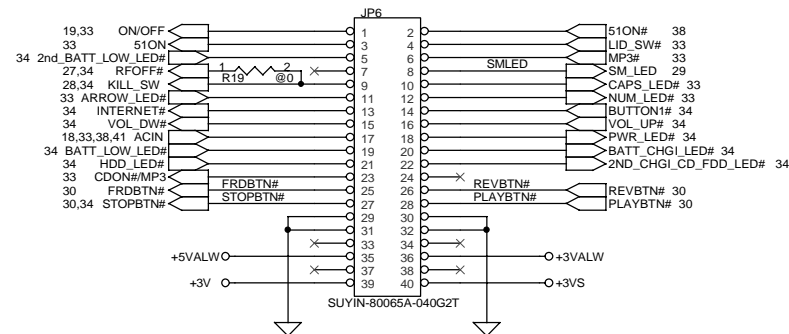 JP6
19,33 ON/OFF 1 2 51ON# 38
33 51ON 3 4 LID_SW# 33
34 2nd_BATT_LOW_LED# 5 6 MP3# 33
27,34 RFOFF# 1 2 7 8 SMLED SM_LED 29
R19 @0
28,34 KILL_SW 9 10 CAPS_LED# 33
33 ARROW_LED# 11 12 NUM_LED# 33
34 INTERNET# 13 14 BUTTON1# 34
34 VOL_DW# 15 16 VOL_UP# 34
18,33,38,41 ACIN 17 18 PWR_LED# 34
34 BATT_LOW_LED# 19 20 BATT_CHGI_LED# 34
34 HDD_LED# 21 22 2ND_CHGI_CD_FDD_LED# 34
33 CDON#/MP3 23 24
30 FRDBTN# FRDBTN# 25 26 REVBTN# REVBTN# 30
30,34 STOPBTN# STOPBTN# 27 28 PLAYBTN# PLAYBTN# 30
29 30
31 32
33 34
+5VALW 35 36 +3VALW
37 38
+3V 39 40 +3VS
SUYIN-80065A-040G2T